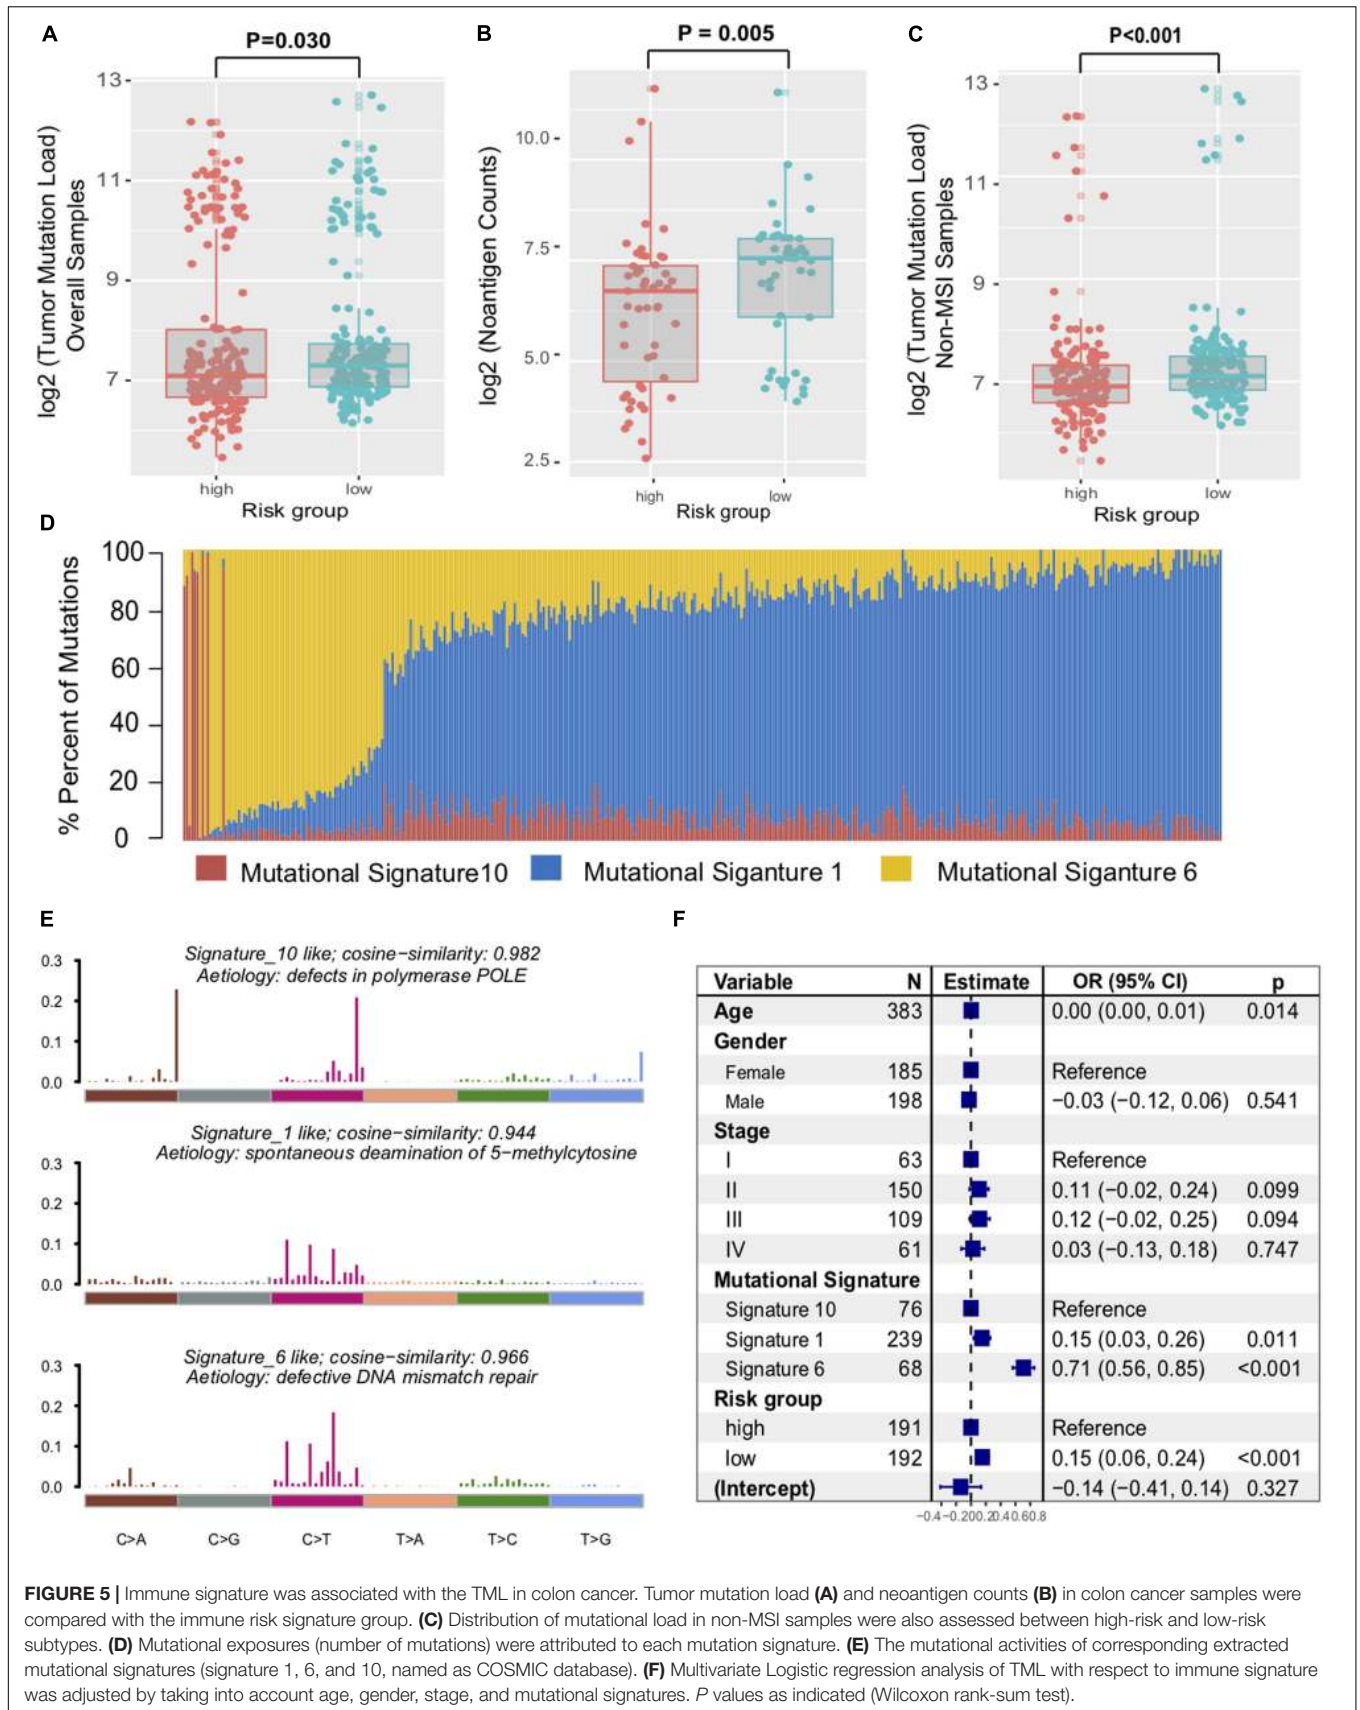 A
P=0.030
log2 (Tumor Mutation Load)
Overall Samples
13
11
9
7
high
low
Risk group
B
P = 0.005
log2 (Noantigen Counts)
10.0
7.5
5.0
2.5
high
low
Risk group
C
P<0.001
log2 (Tumor Mutation Load)
Non-MSI Samples
13
11
9
7
high
low
Risk group
D
% Percent of Mutations
100
80
60
40
20
0
Mutational Signature10
Mutational Siganture 1
Mutational Siganture 6
E
Signature_10 like; cosine-similarity: 0.982
Aetiology: defects in polymerase POLE
0.3
0.2
0.1
0.0
Signature_1 like; cosine-similarity: 0.944
Aetiology: spontaneous deamination of 5-methylcytosine
0.3
0.2
0.1
0.0
Signature_6 like; cosine-similarity: 0.966
Aetiology: defective DNA mismatch repair
0.3
0.2
0.1
0.0
C>A C>G C>T T>A T>C T>G
F
Variable N Estimate OR (95% CI) p
Age 383 0.00 (0.00, 0.01) 0.014
Gender
Female 185 Reference
Male 198 −0.03 (−0.12, 0.06) 0.541
Stage
I 63 Reference
II 150 0.11 (−0.02, 0.24) 0.099
III 109 0.12 (−0.02, 0.25) 0.094
IV 61 0.03 (−0.13, 0.18) 0.747
Mutational Signature
Signature 10 76 Reference
Signature 1 239 0.15 (0.03, 0.26) 0.011
Signature 6 68 0.71 (0.56, 0.85) <0.001
Risk group
high 191 Reference
low 192 0.15 (0.06, 0.24) <0.001
(Intercept) −0.14 (−0.41, 0.14) 0.327
−0.4−0.200.20.40.60.8
FIGURE 5 | Immune signature was associated with the TML in colon cancer. Tumor mutation load (A) and neoantigen counts (B) in colon cancer samples were
compared with the immune risk signature group. (C) Distribution of mutational load in non-MSI samples were also assessed between high-risk and low-risk
subtypes. (D) Mutational exposures (number of mutations) were attributed to each mutation signature. (E) The mutational activities of corresponding extracted
mutational signatures (signature 1, 6, and 10, named as COSMIC database). (F) Multivariate Logistic regression analysis of TML with respect to immune signature
was adjusted by taking into account age, gender, stage, and mutational signatures. P values as indicated (Wilcoxon rank-sum test).